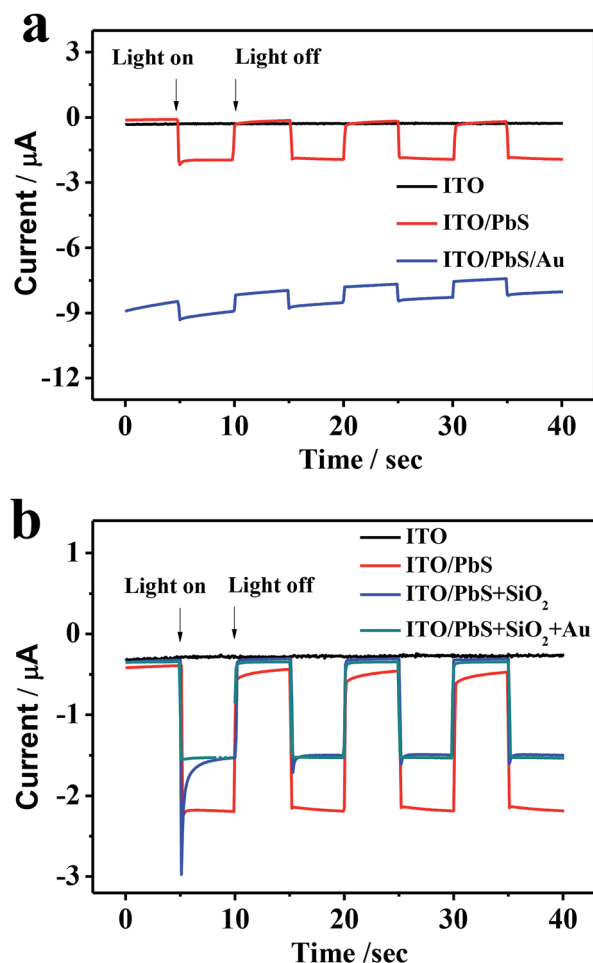 a
Light on
Light off
3
0
-3
-6
-9
-12
Current / μA
ITO
ITO/PbS
ITO/PbS/Au
0
10
20
30
40
Time / sec
b
ITO
ITO/PbS
ITO/PbS+SiO₂
ITO/PbS+SiO₂+Au
Light on
Light off
1
0
-1
-2
-3
Current / μA
0
10
20
30
40
Time /sec